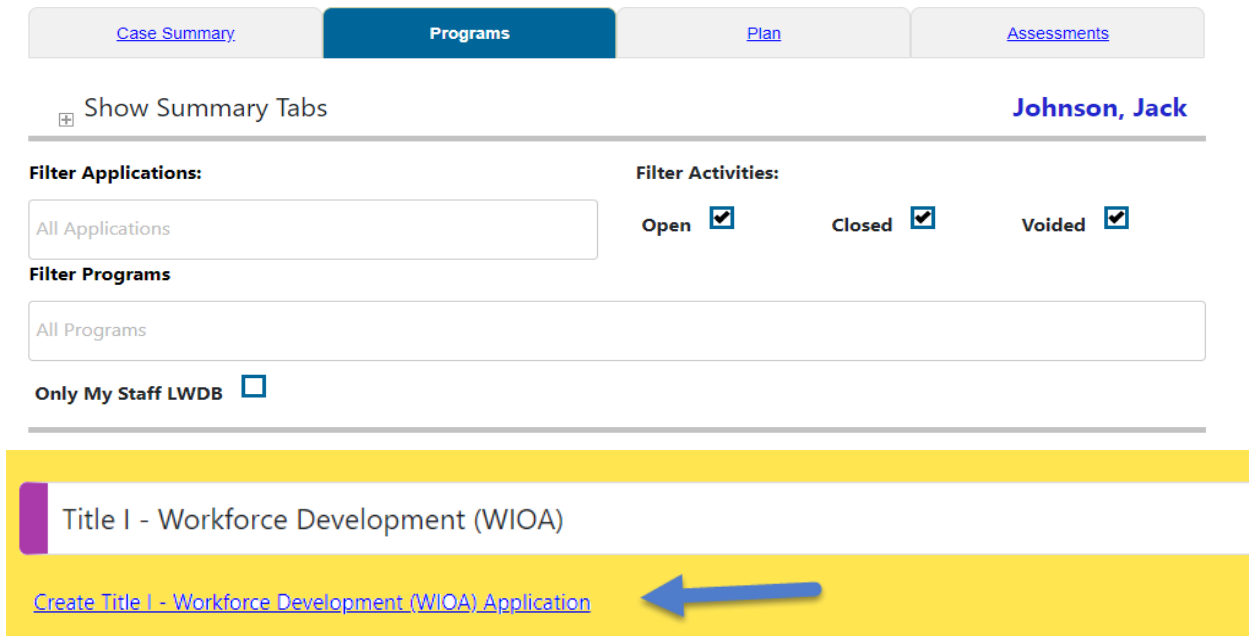 Case Summary Programs Plan Assessments
Show Summary Tabs Johnson, Jack
Filter Applications: Filter Activities:
All Applications Open Closed Voided
Filter Programs
All Programs
Only My Staff LWDB
Title I - Workforce Development (WIOA)
Create Title I - Workforce Development (WIOA) Application